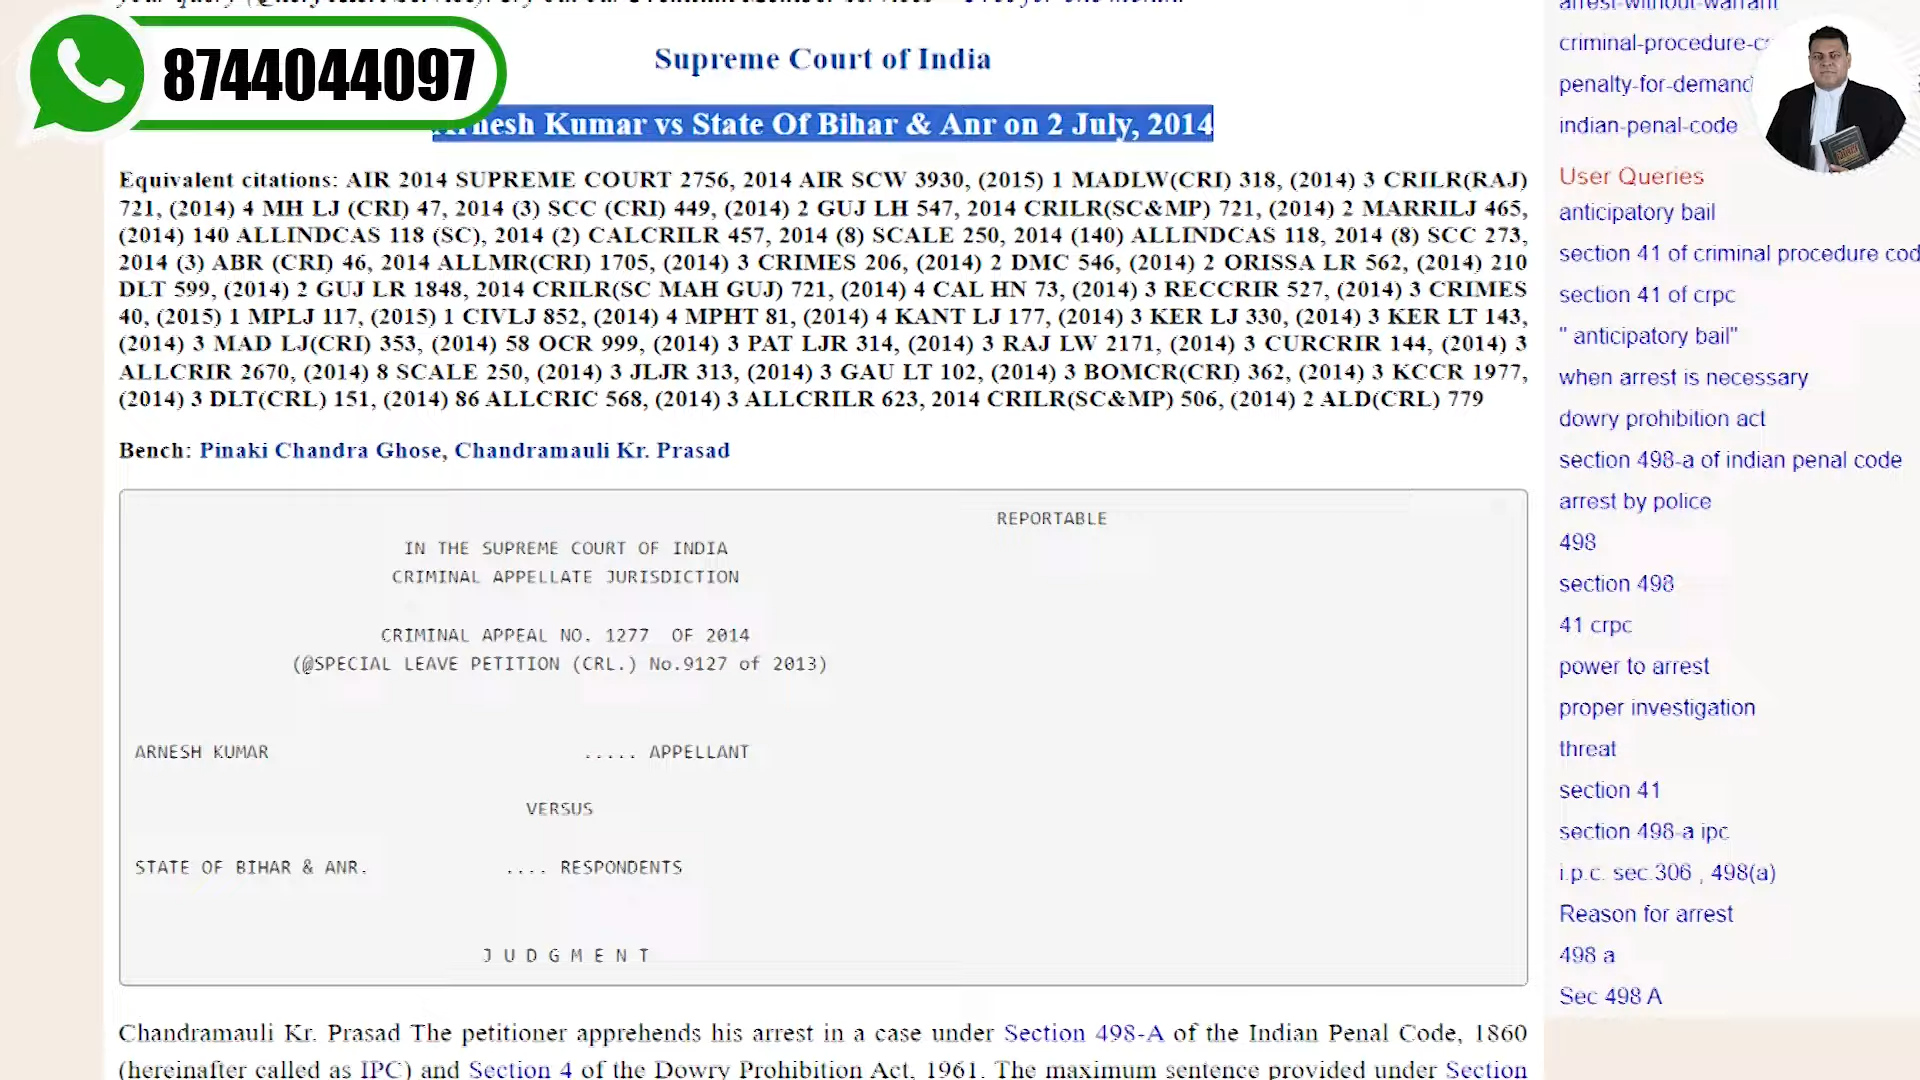 8744044097
Supreme Court of India
Arnesh Kumar vs State Of Bihar & Anr on 2 July, 2014
Equivalent citations: AIR 2014 SUPREME COURT 2756, 2014 AIR SCW 3930, (2015) 1 MADLW(CRI) 318, (2014) 3 CRILR(RAJ)
721, (2014) 4 MH LJ (CRI) 47, 2014 (3) SCC (CRI) 449, (2014) 2 GUJ LH 547, 2014 CRILR(SC&MP) 721, (2014) 2 MARRILJ 465,
(2014) 140 ALLINDCAS 118 (SC), 2014 (2) CALCRILR 457, 2014 (8) SCALE 250, 2014 (140) ALLINDCAS 118, 2014 (8) SCC 273,
2014 (3) ABR (CRI) 46, 2014 ALLMR(CRI) 1705, (2014) 3 CRIMES 206, (2014) 2 DMC 546, (2014) 2 ORISSA LR 562, (2014) 210
DLT 599, (2014) 2 GUJ LR 1848, 2014 CRILR(SC MAH GUJ) 721, (2014) 4 CAL HN 73, (2014) 3 RECCRIR 527, (2014) 3 CRIMES
40, (2015) 1 MPLJ 117, (2015) 1 CIVLJ 852, (2014) 4 MPHT 81, (2014) 4 KANT LJ 177, (2014) 3 KER LJ 330, (2014) 3 KER LT 143,
(2014) 3 MAD LJ(CRI) 353, (2014) 58 OCR 999, (2014) 3 PAT LJR 314, (2014) 3 RAJ LW 2171, (2014) 3 CURCRIR 144, (2014) 3
ALLCRIR 2670, (2014) 8 SCALE 250, (2014) 3 JLJR 313, (2014) 3 GAU LT 102, (2014) 3 BOMCR(CRI) 362, (2014) 3 KCCR 1977,
(2014) 3 DLT(CRL) 151, (2014) 86 ALLCRIC 568, (2014) 3 ALLCRILR 623, 2014 CRILR(SC&MP) 506, (2014) 2 ALD(CRL) 779
Bench: Pinaki Chandra Ghose, Chandramauli Kr. Prasad
REPORTABLE
IN THE SUPREME COURT OF INDIA
CRIMINAL APPELLATE JURISDICTION
CRIMINAL APPEAL NO. 1277 OF 2014
(@SPECIAL LEAVE PETITION (CRL.) No.9127 of 2013)
ARNESH KUMAR ..... APPELLANT
VERSUS
STATE OF BIHAR & ANR. .... RESPONDENTS
J U D G M E N T
Chandramauli Kr. Prasad The petitioner apprehends his arrest in a case under Section 498-A of the Indian Penal Code, 1860
(hereinafter called as IPC) and Section 4 of the Dowry Prohibition Act, 1961. The maximum sentence provided under Section
arrest-without-warrant
criminal-procedure-c
penalty-for-demand
indian-penal-code
User Queries
anticipatory bail
section 41 of criminal procedure cod
section 41 of crpc
" anticipatory bail"
when arrest is necessary
dowry prohibition act
section 498-a of indian penal code
arrest by police
498
section 498
41 crpc
power to arrest
proper investigation
threat
section 41
section 498-a ipc
i.p.c. sec.306 , 498(a)
Reason for arrest
498 a
Sec 498 A